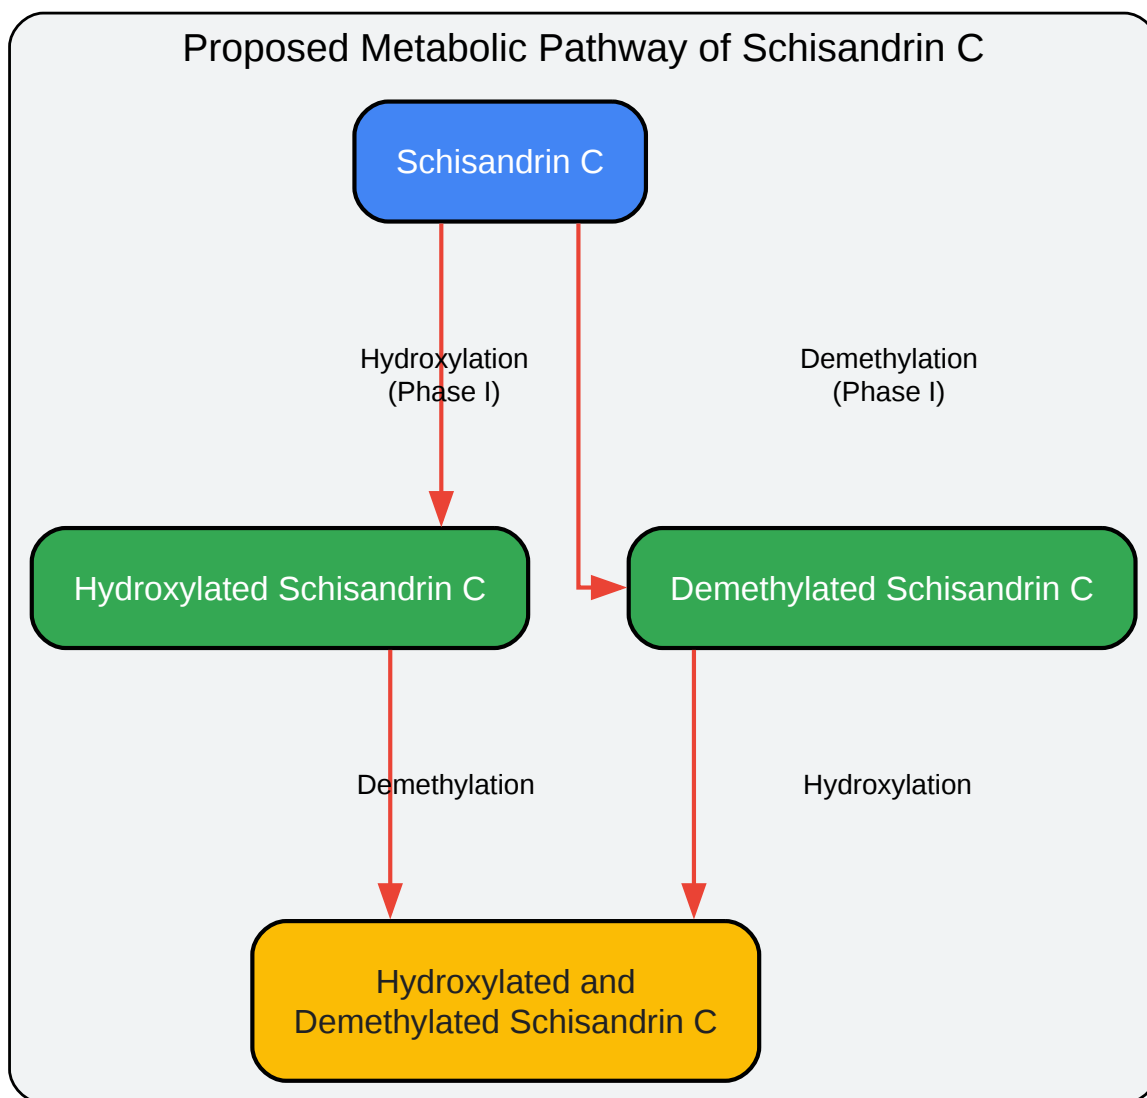 Proposed Metabolic Pathway of Schisandrin C
Schisandrin C
Hydroxylation
(Phase I)
Demethylation
(Phase I)
Hydroxylated Schisandrin C
Demethylated Schisandrin C
Demethylation
Hydroxylation
Hydroxylated and
Demethylated Schisandrin C